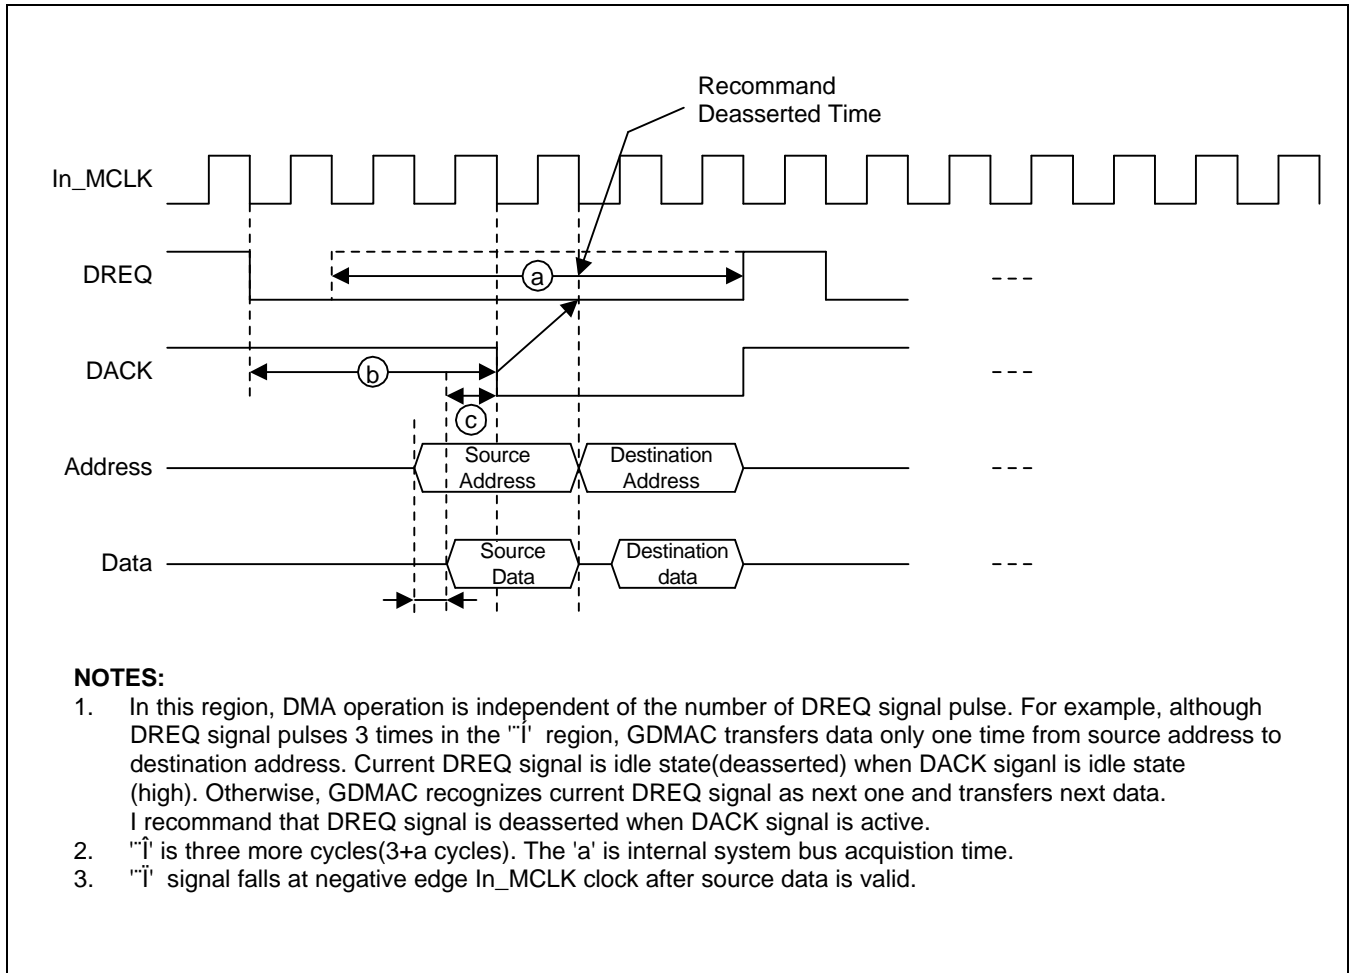 Recommand
Deasserted Time
In_MCLK
DREQ
a
DACK
b
c
Address
Source
Address
Destination
Address
Data
Source
Data
Destination
data
NOTES:
1. In this region, DMA operation is independent of the number of DREQ signal pulse. For example, although
DREQ signal pulses 3 times in the '¨Í' region, GDMAC transfers data only one time from source address to
destination address. Current DREQ signal is idle state(deasserted) when DACK siganl is idle state
(high). Otherwise, GDMAC recognizes current DREQ signal as next one and transfers next data.
I recommand that DREQ signal is deasserted when DACK signal is active.
2. '¨Î' is three more cycles(3+a cycles). The 'a' is internal system bus acquistion time.
3. '¨Ï' signal falls at negative edge In_MCLK clock after source data is valid.